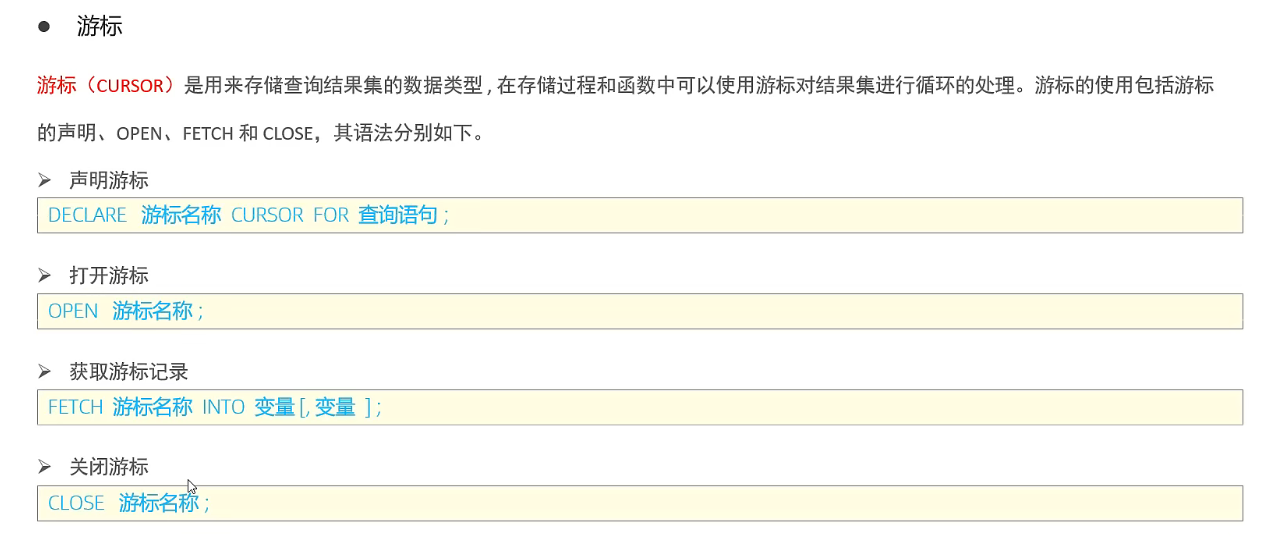 ● 游标
游标（CURSOR）是用来存储查询结果集的数据类型 , 在存储过程和函数中可以使用游标对结果集进行循环的处理。游标的使用包括游标
的声明、OPEN、FETCH 和 CLOSE，其语法分别如下。
➢ 声明游标
DECLARE 游标名称 CURSOR FOR 查询语句 ;
➢ 打开游标
OPEN 游标名称 ;
➢ 获取游标记录
FETCH 游标名称 INTO 变量 [, 变量 ] ;
➢ 关闭游标
CLOSE 游标名称 ;